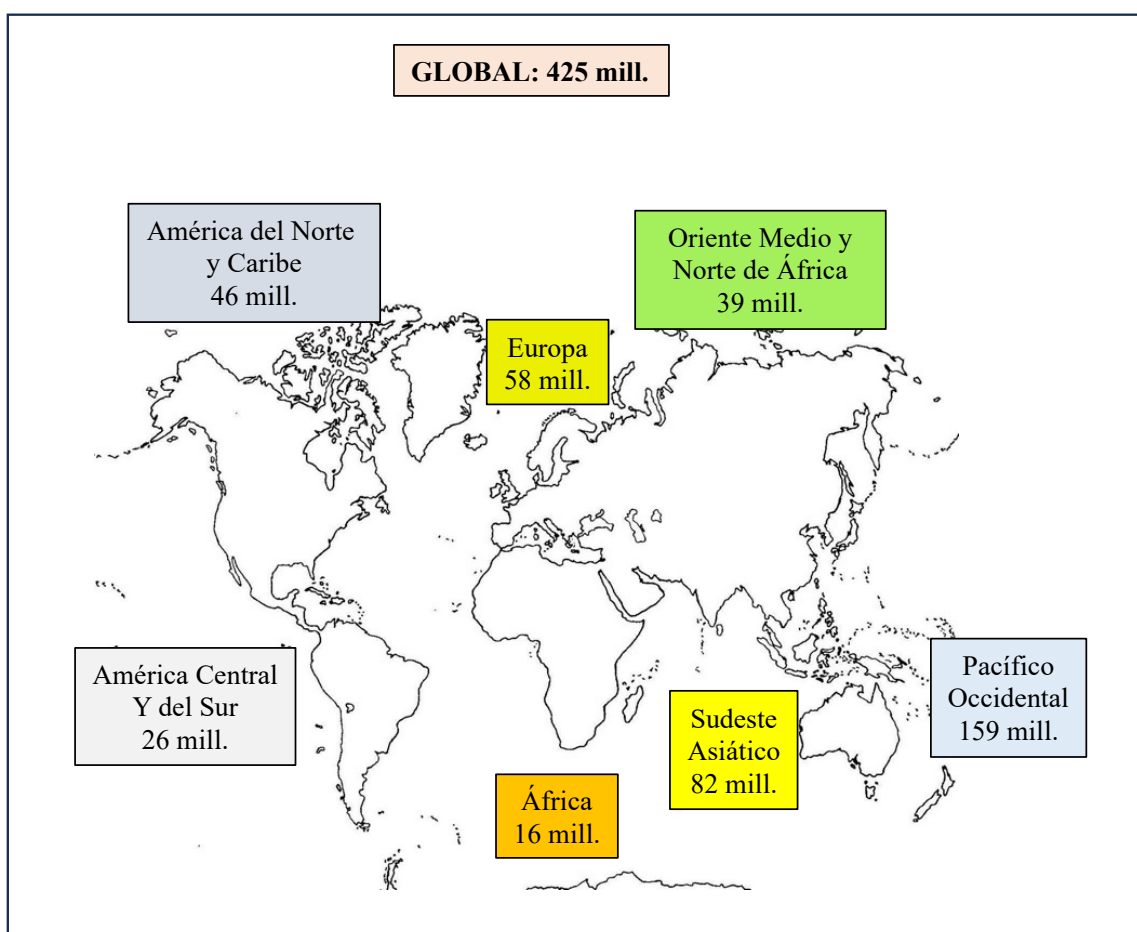 GLOBAL: 425 mill.
América del Norte
y Caribe
46 mill.
Oriente Medio y
Norte de África
39 mill.
Europa
58 mill.
América Central
Y del Sur
26 mill.
Pacífico
Occidental
159 mill.
Sudeste
Asiático
82 mill.
África
16 mill.